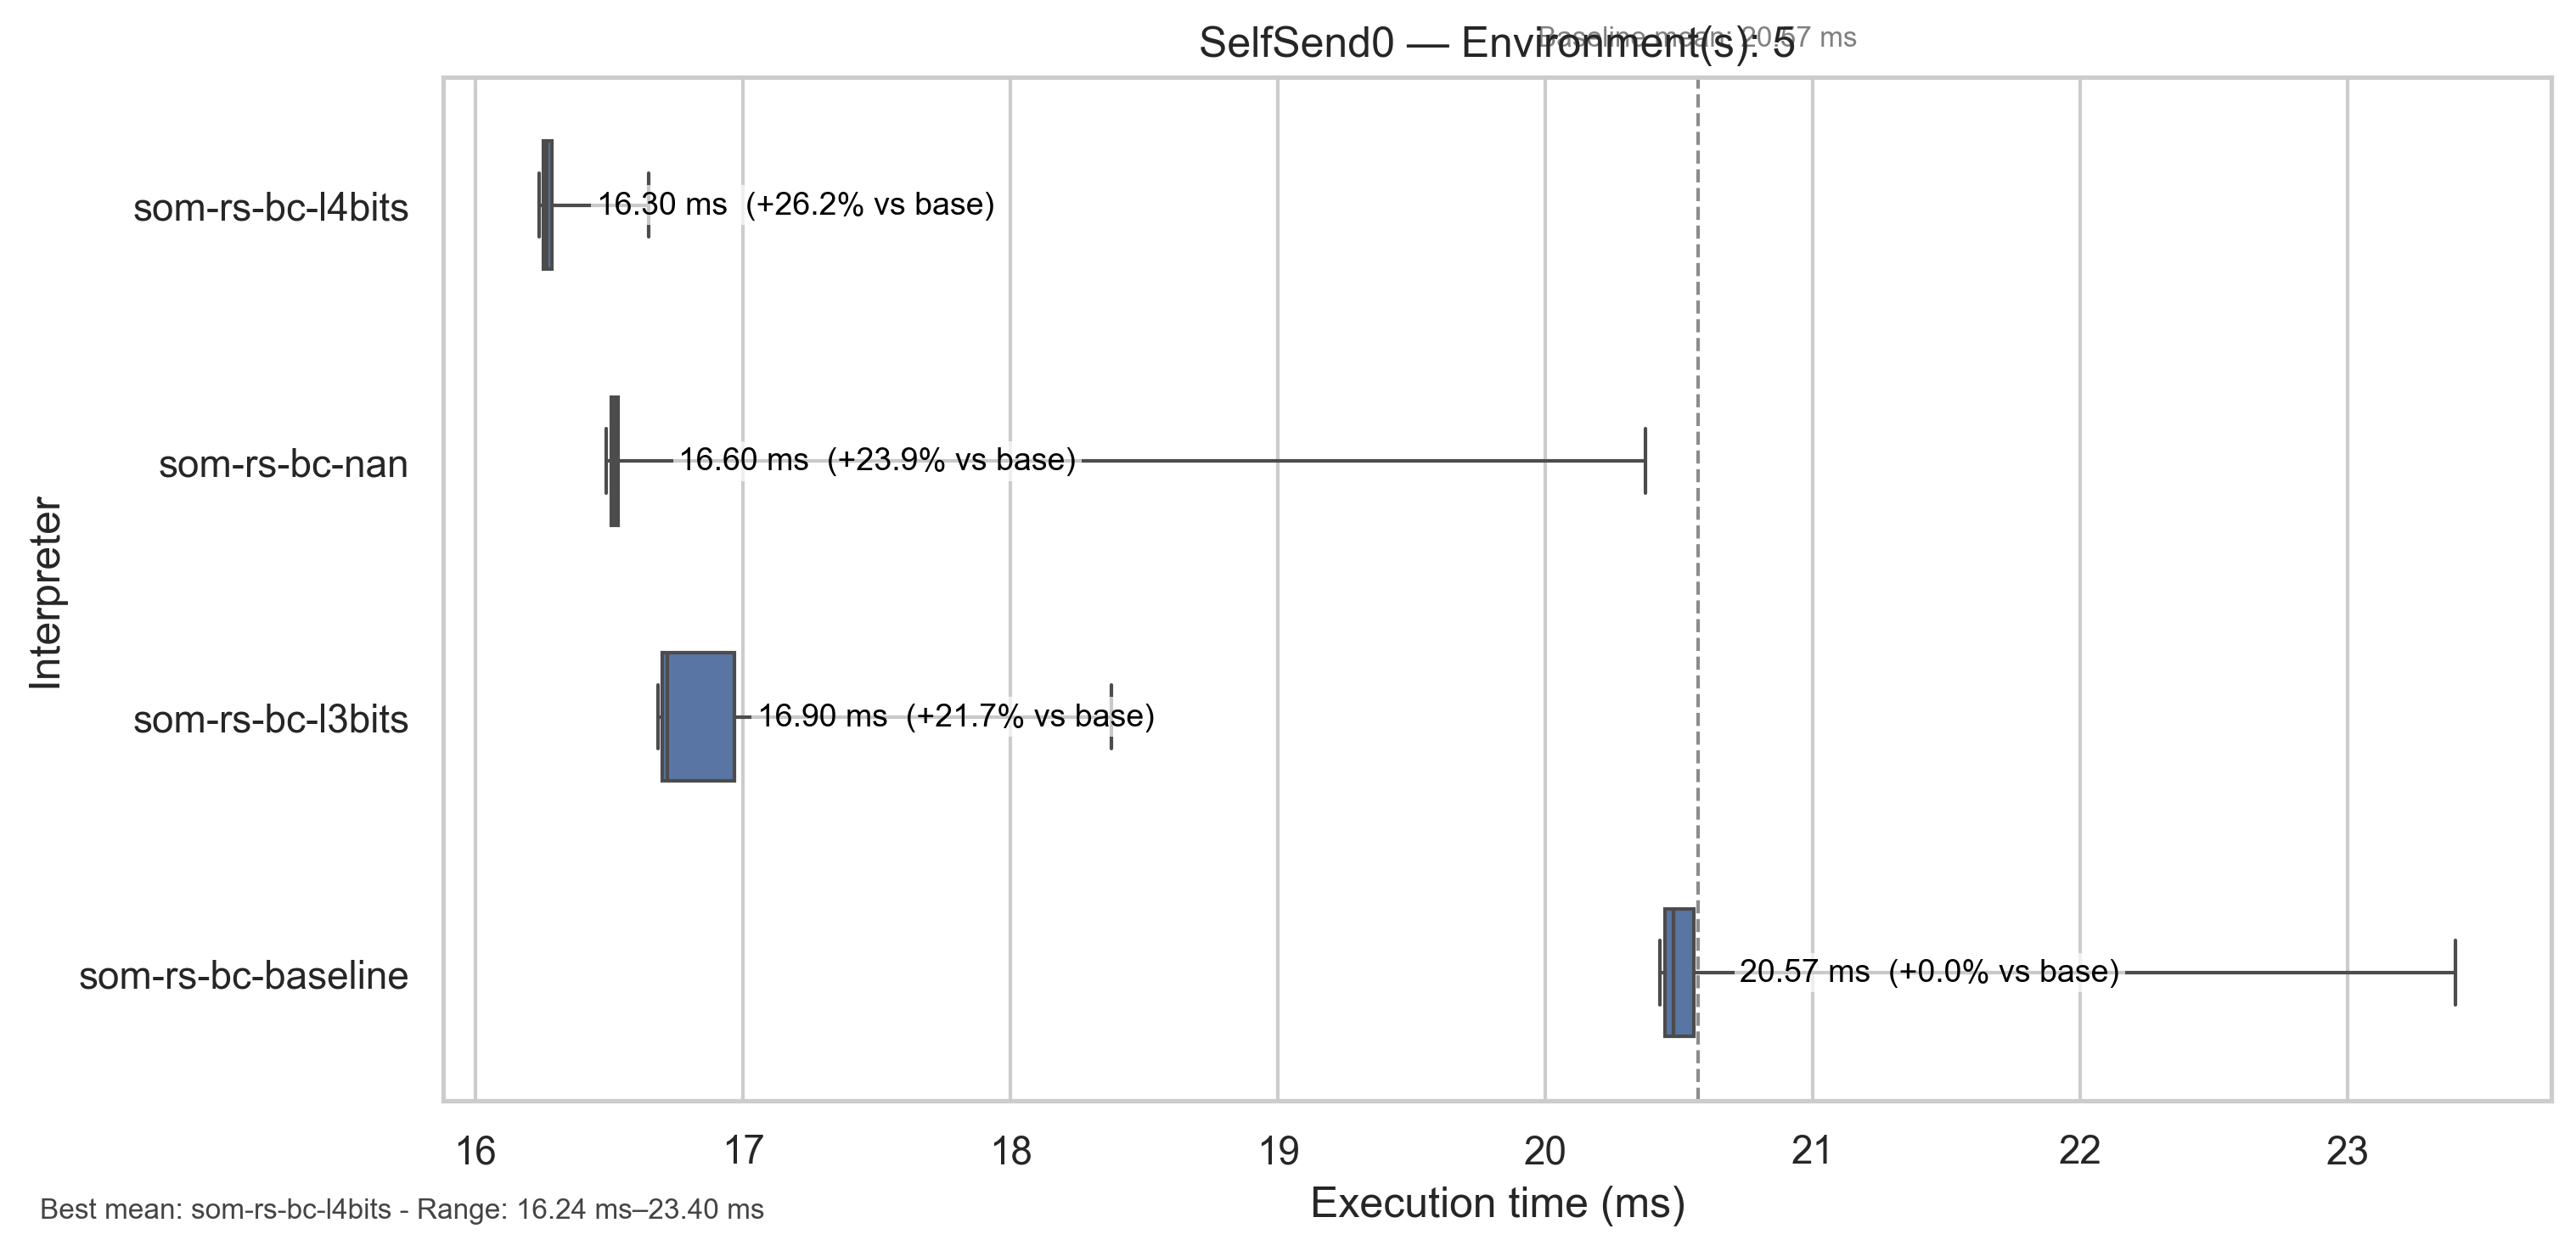 SelfSend0 — Environment(s): 5
Baseline mean: 20.57 ms
Interpreter
som-rs-bc-l4bits
16.30 ms (+26.2% vs base)
som-rs-bc-nan
16.60 ms (+23.9% vs base)
som-rs-bc-l3bits
16.90 ms (+21.7% vs base)
som-rs-bc-baseline
20.57 ms (+0.0% vs base)
16 17 18 19 20 21 22 23
Execution time (ms)
Best mean: som-rs-bc-l4bits - Range: 16.24 ms–23.40 ms